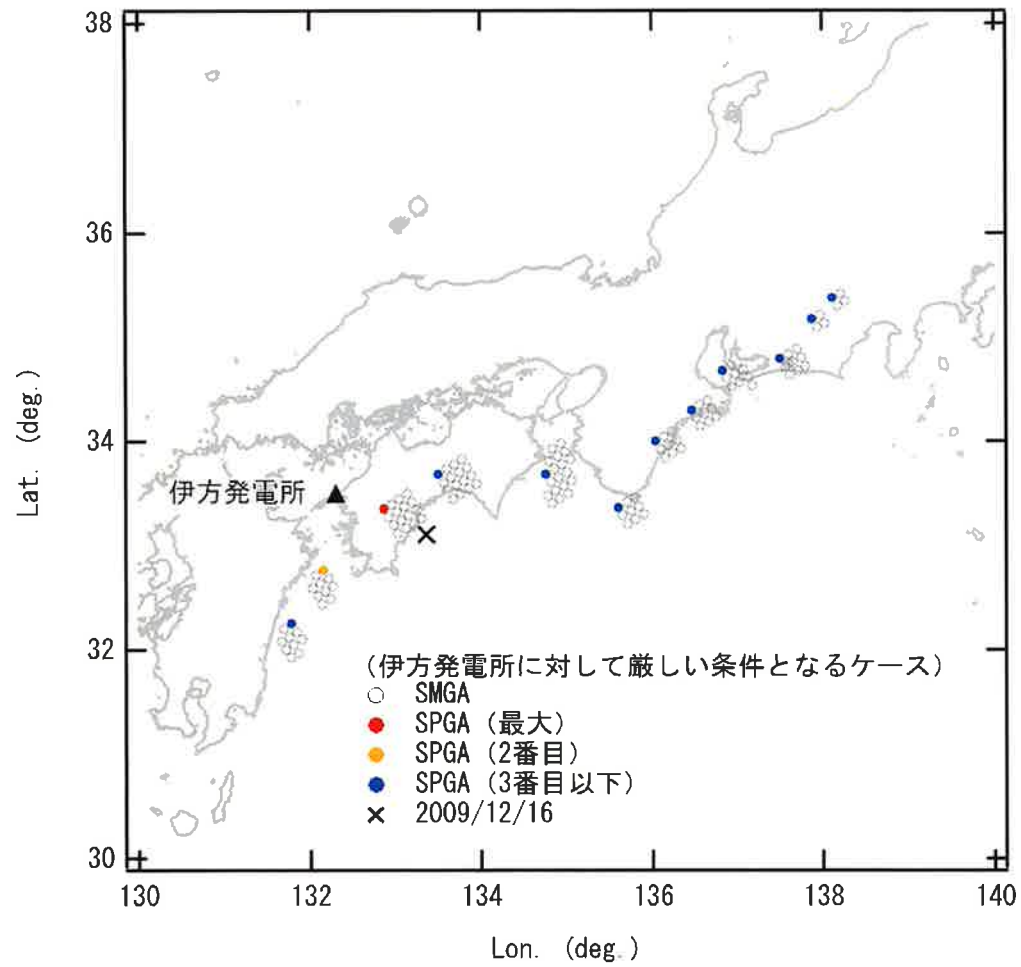 38
36
34
32
30
Lat. (deg.)
伊方発電所
(伊方発電所に対して厳しい条件となるケース)
SMGA
SPGA (最大)
SPGA (2番目)
SPGA (3番目以下)
2009/12/16
130 132 134 136 138 140
Lon. (deg.)